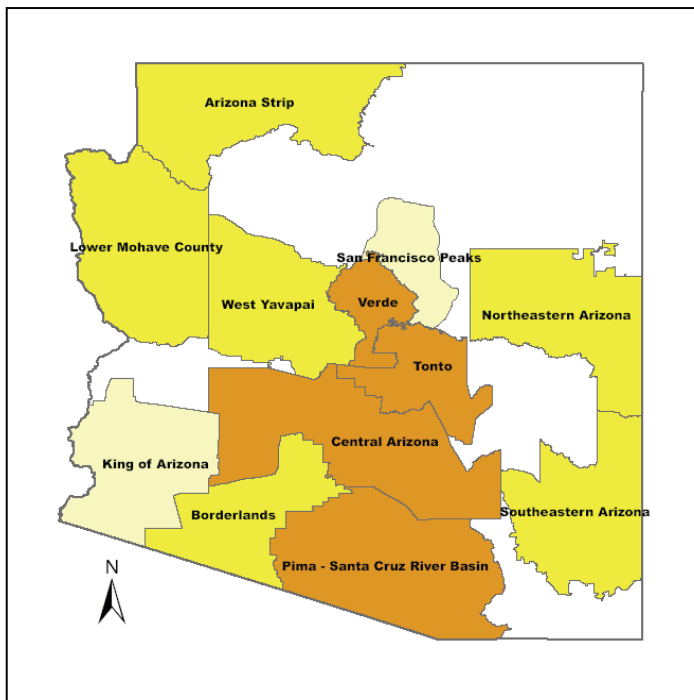 Arizona Strip
Lower Mohave County
San Francisco Peaks
West Yavapai
Verde
Northeastern Arizona
Tonto
King of Arizona
Central Arizona
Borderlands
Southeastern Arizona
Pima - Santa Cruz River Basin
N